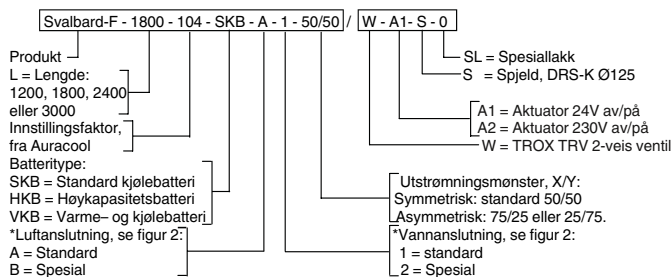 Svalbard-F - 1800 - 104 - SKB - A - 1 - 50/50 / W - A1- S - 0
Produkt
L = Lengde:
1200, 1800, 2400
eller 3000
Innstillingsfaktor,
fra Auracool
Batteritype:
SKB = Standard kjølebatteri
HKB = Høykapasitetsbatteri
VKB = Varme– og kjølebatteri
*Luftanslutning, se figur 2:
A = Standard
B = Spesial
SL = Spesiallakk
S = Spjeld, DRS-K Ø125
A1 = Aktuator 24V av/på
A2 = Aktuator 230V av/på
W = TROX TRV 2-veis ventil
Utstrømningsmønster, X/Y:
Symmetrisk: standard 50/50
Asymmetrisk: 75/25 eller 25/75.
*Vannanslutning, se figur 2:
1 = standard
2 = Spesial